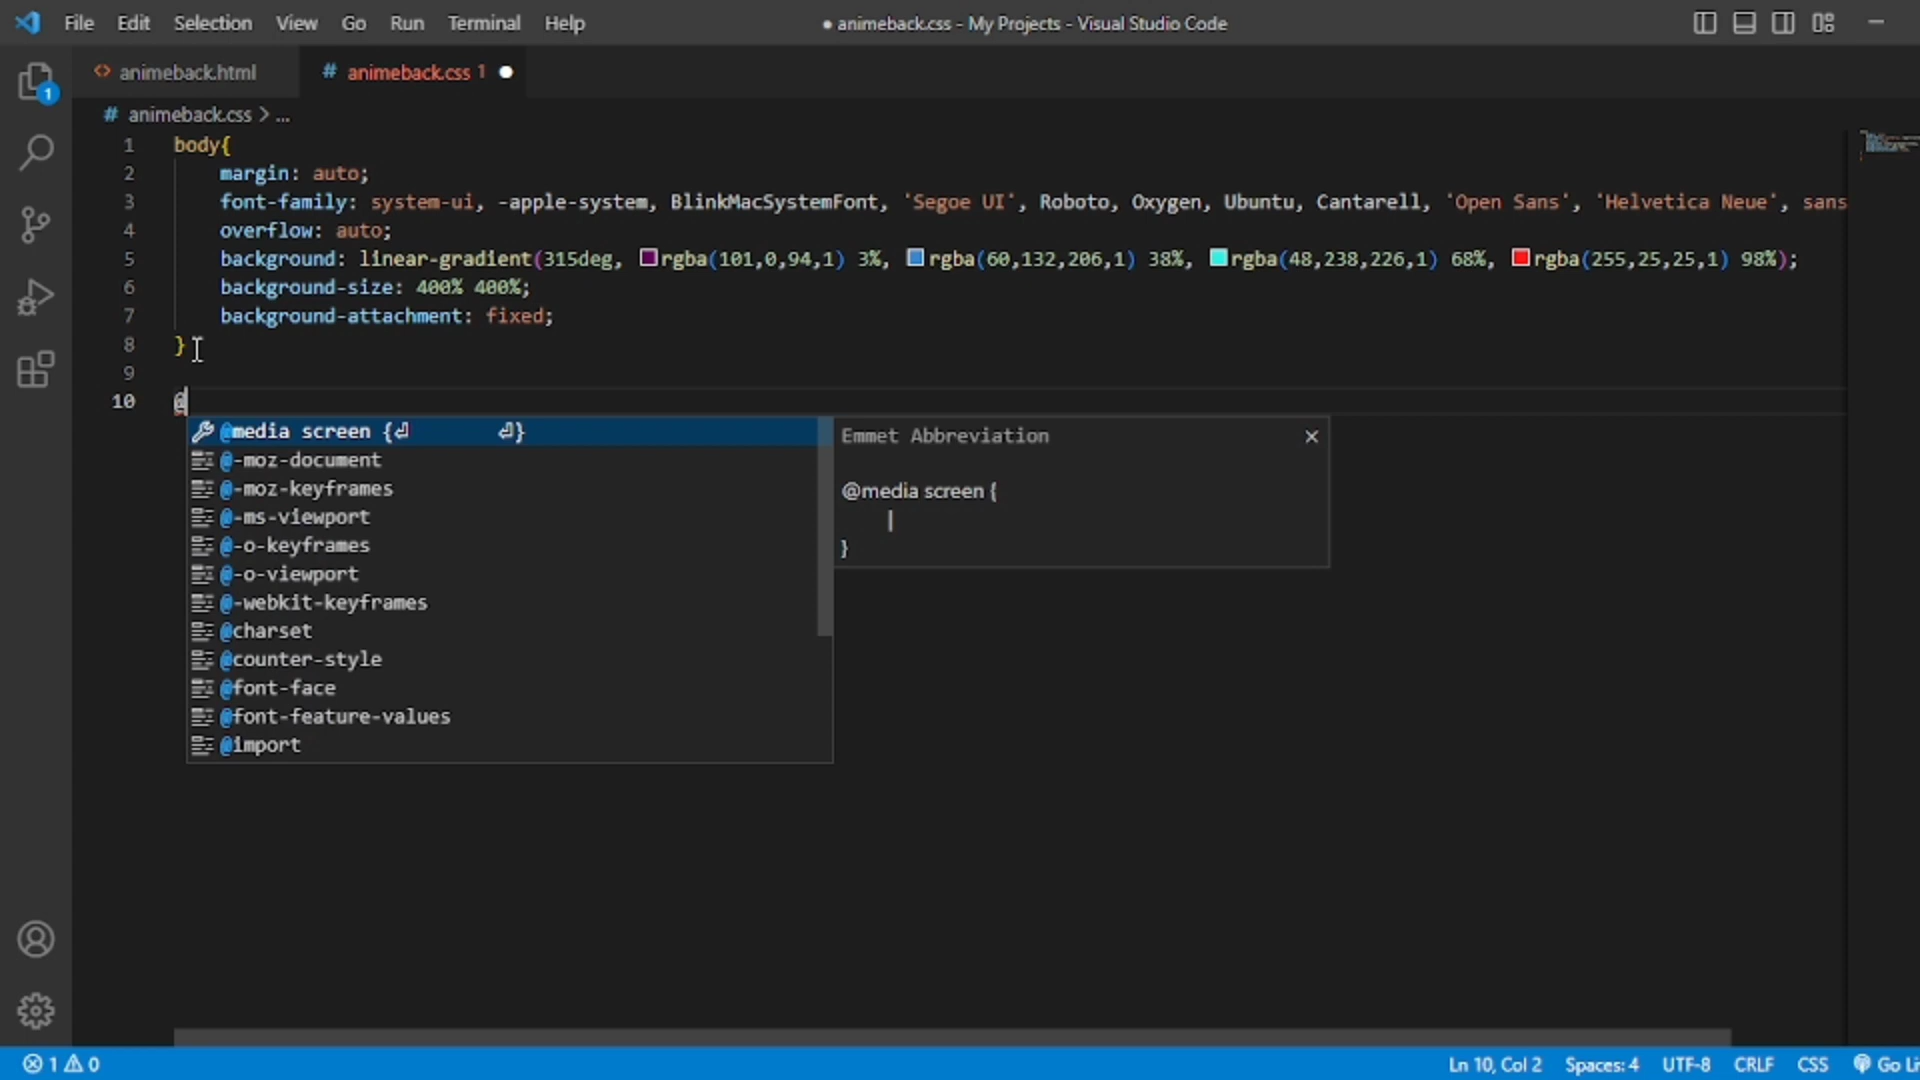 File Edit Selection View Go Run Terminal Help ● animeback.css - My Projects - Visual Studio Code
animeback.html # animeback.css 1
# animeback.css > ...
1
1 body{
2 margin: auto;
3 font-family: system-ui, -apple-system, BlinkMacSystemFont, 'Segoe UI', Roboto, Oxygen, Ubuntu, Cantarell, 'Open Sans', 'Helvetica Neue', sans
4 overflow: auto;
5 background: linear-gradient(315deg, rgba(101,0,94,1) 3%, rgba(60,132,206,1) 38%, rgba(48,238,226,1) 68%, rgba(255,25,25,1) 98%);
6 background-size: 400% 400%;
7 background-attachment: fixed;
8 }
9
10 @
@media screen {⏎ ⏎}
@-moz-document
@-moz-keyframes
@-ms-viewport
@-o-keyframes
@-o-viewport
@-webkit-keyframes
@charset
@counter-style
@font-face
@font-feature-values
@import
Emmet Abbreviation
@media screen {
|
}
1 0 Ln 10, Col 2 Spaces: 4 UTF-8 CRLF CSS Go Li